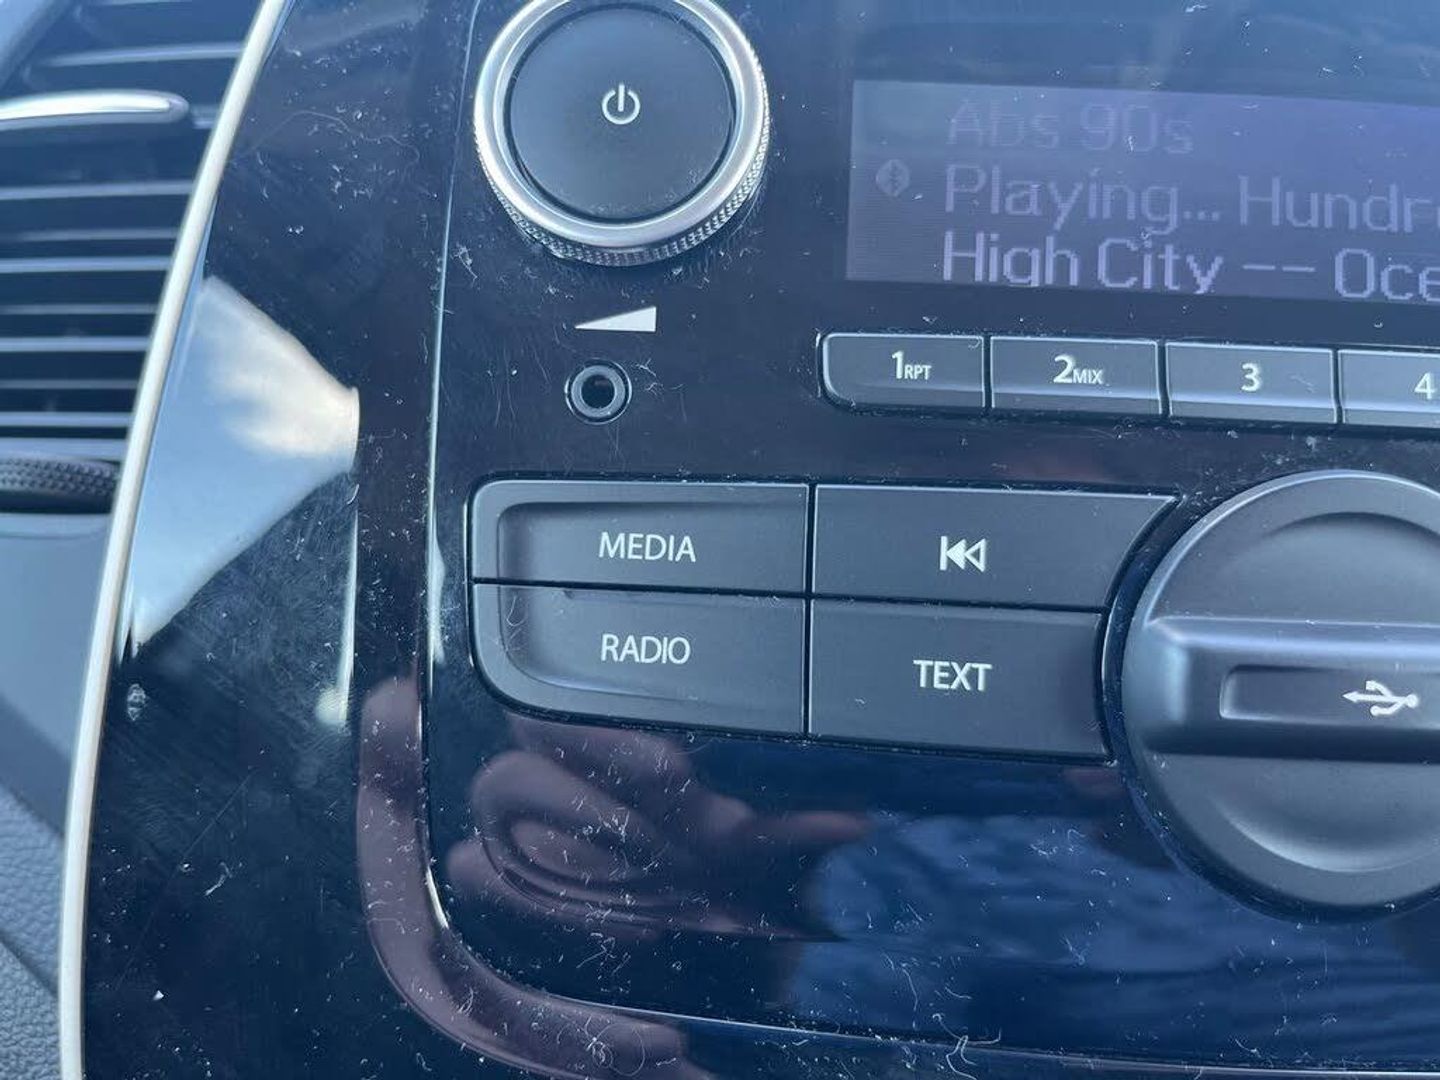 Abs 90s
Playing... Hundr
High City -- Oce
1RPT 2MIX 3 4
MEDIA
RADIO TEXT